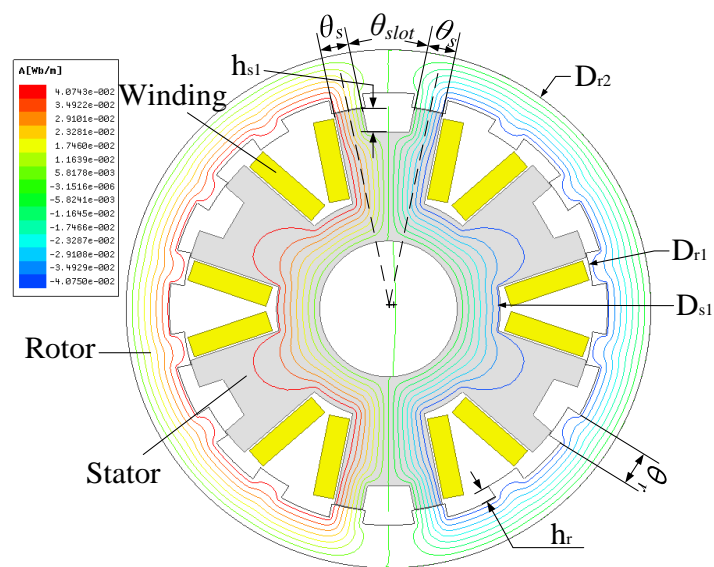 θs
θslot
θs
hs1
Dr2
A[Wb/m]
4.0743e-002
3.4922e-002
2.9101e-002
2.3281e-002
1.7460e-002
1.1639e-002
5.8178e-003
-3.1516e-006
-5.8241e-003
-1.1645e-002
-1.7466e-002
-2.3287e-002
-2.9108e-002
-3.4929e-002
-4.0750e-002
Winding
Dr1
Ds1
Rotor
Stator
θr
hr